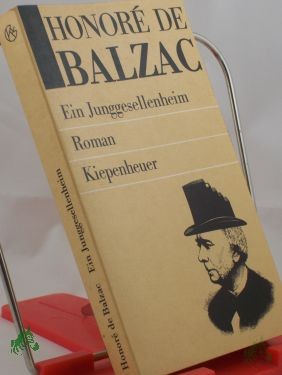 HONORÉ DE
BALZAC
Ein Junggesellenheim
Roman
Kiepenheuer
Honoré de Balzac Ein Junggesellenheim